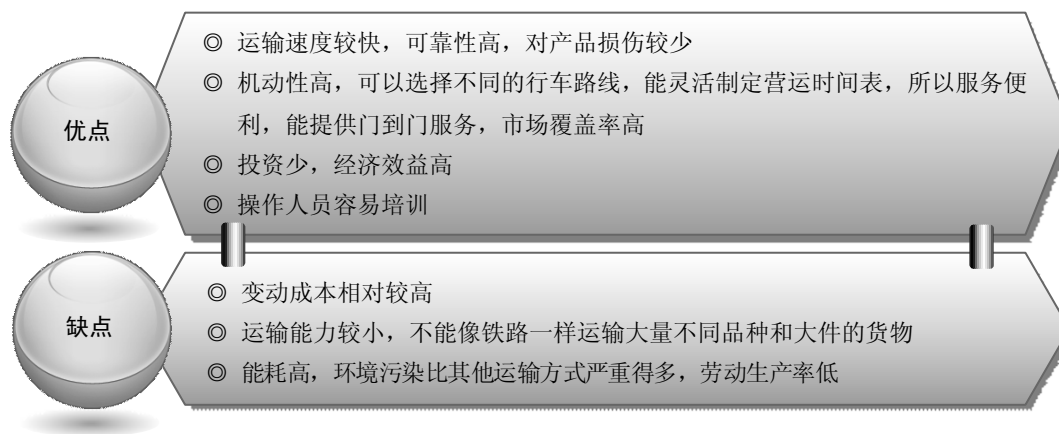 优点
◎ 运输速度较快，可靠性高，对产品损伤较少
◎ 机动性高，可以选择不同的行车路线，能灵活制定营运时间表，所以服务便
利，能提供门到门服务，市场覆盖率高
◎ 投资少，经济效益高
◎ 操作人员容易培训
缺点
◎ 变动成本相对较高
◎ 运输能力较小，不能像铁路一样运输大量不同品种和大件的货物
◎ 能耗高，环境污染比其他运输方式严重得多，劳动生产率低